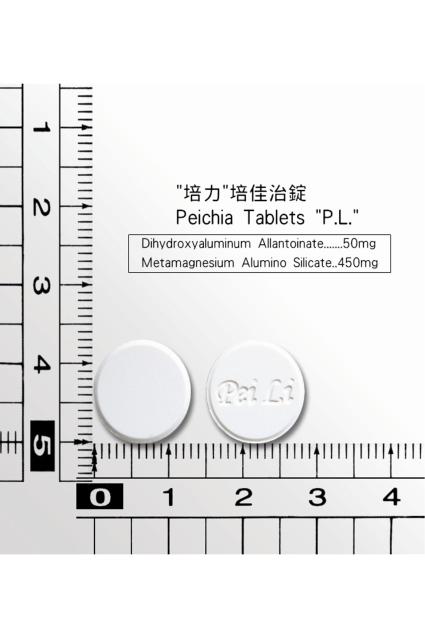 "培力"培佳治錠
Peichia Tablets "P.L."
Dihydroxyaluminum Allantoinate.......50mg
Metamagnesium Alumino Silicate..450mg
1
2
3
4
5
Pei Li
0 1 2 3 4